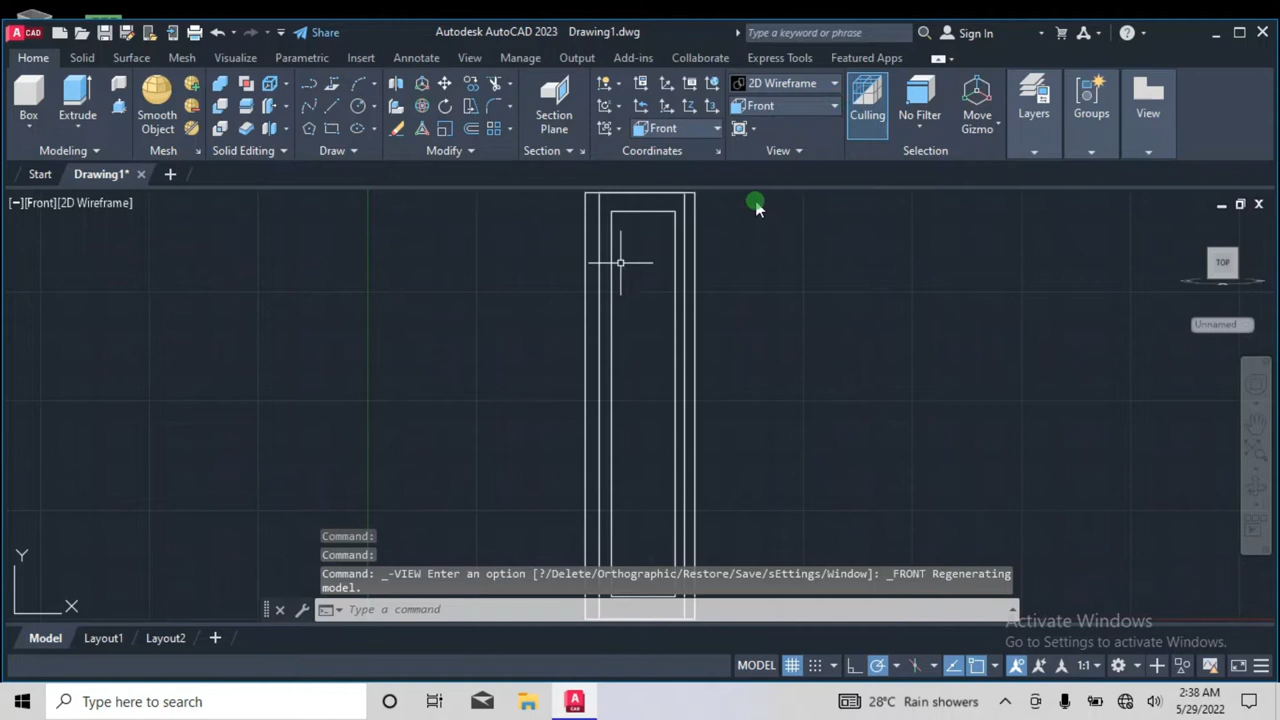 A CAD
Share
Autodesk AutoCAD 2023 Drawing1.dwg
Type a keyword or phrase
Sign In
Home Solid Surface Mesh Visualize Parametric Insert Annotate View Manage Output Add-ins Collaborate Express Tools Featured Apps
Box
Extrude
Smooth
Object
Section
Plane
Front
2D Wireframe
Front
Culling
No Filter
Move
Gizmo
Layers
Groups
View
Modeling
Mesh
Solid Editing
Draw
Modify
Section
Coordinates
View
Selection
Start
Drawing1*
[−][Front][2D Wireframe]
TOP
Unnamed
Y
X
Command:
Command:
Command: _-VIEW Enter an option [?/Delete/Orthographic/Restore/Save/sEttings/Window]: _FRONT Regenerating
model.
Type a command
Activate Windows
Go to Settings to activate Windows.
Model Layout1 Layout2
MODEL
1:1
Type here to search
A
CAD
28°C Rain showers
2:38 AM
5/29/2022